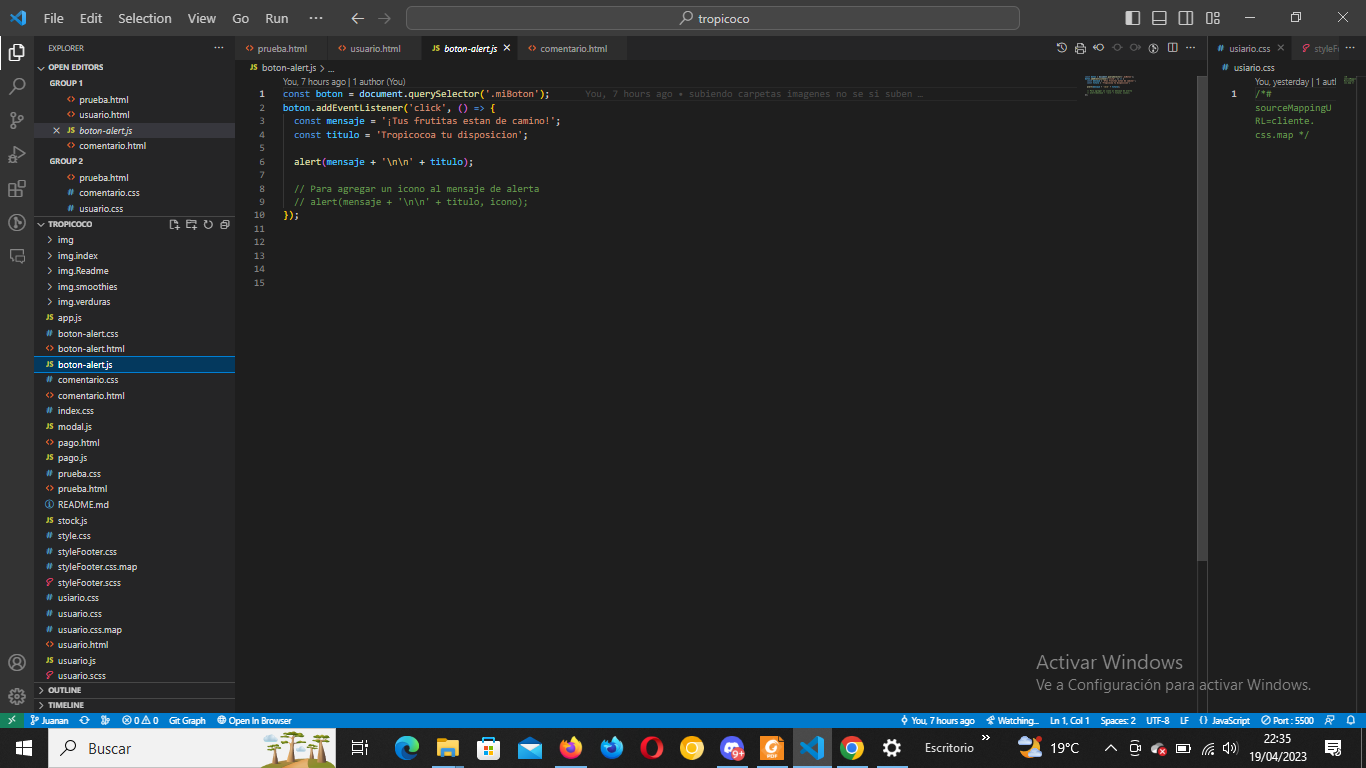 File Edit Selection View Go Run ··· tropicoco
EXPLORER ···
OPEN EDITORS
GROUP 1
prueba.html
usuario.html
JS boton-alert.js
comentario.html
GROUP 2
prueba.html
# comentario.css
# usuario.css
TROPICOCO
img
img.index
img.Readme
img.smoothies
img.verduras
JS app.js
# boton-alert.css
boton-alert.html
JS boton-alert.js
# comentario.css
comentario.html
# index.css
JS modal.js
pago.html
JS pago.js
# prueba.css
prueba.html
README.md
JS stock.js
# style.css
# styleFooter.css
styleFooter.css.map
styleFooter.scss
# usiario.css
# usuario.css
usuario.css.map
usuario.html
JS usuario.js
usuario.scss
OUTLINE
TIMELINE
prueba.html usuario.html JS boton-alert.js comentario.html
JS boton-alert.js > ...
You, 7 hours ago | 1 author (You)
1 const boton = document.querySelector('.miBoton'); You, 7 hours ago • subiendo carpetas imagenes no se si suben …
2 boton.addEventListener('click', () => {
3 const mensaje = '¡Tus frutitas estan de camino!';
4 const titulo = 'Tropicocoa tu disposicion';
5
6 alert(mensaje + '\n\n' + titulo);
7
8 // Para agregar un icono al mensaje de alerta
9 // alert(mensaje + '\n\n' + titulo, icono);
10 });
11
12
13
14
15
# usiario.css styleF
# usiario.css
You, yesterday | 1 autl
1 /*#
sourceMappingU
RL=cliente.
css.map */
Activar Windows
Ve a Configuración para activar Windows.
Juanan 0 0 Git Graph Open In Browser You, 7 hours ago Watching... Ln 1, Col 1 Spaces: 2 UTF-8 LF JavaScript Port : 5500
Buscar Escritorio » 19°C 22:35
19/04/2023